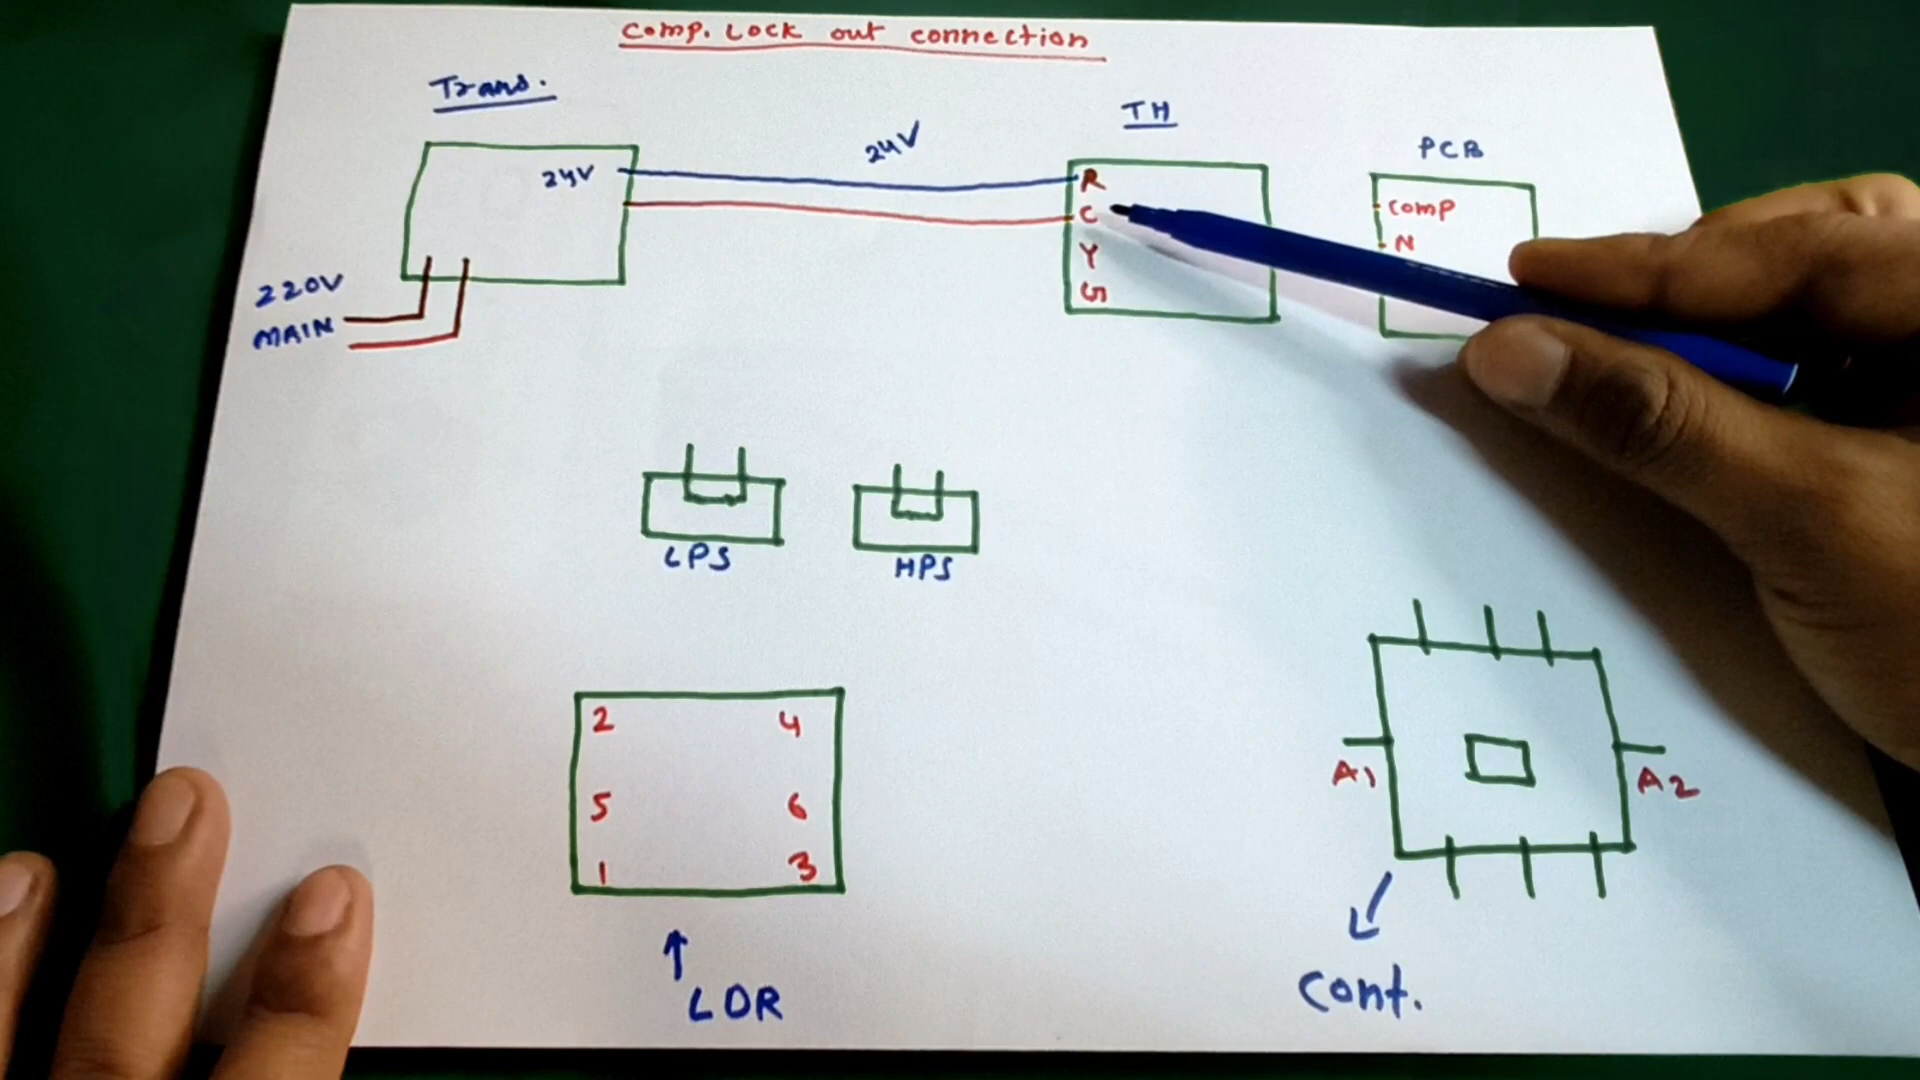 comp. Lock out connection
Trans.
24V
24V
220V
MAIN
TH
R
C
Y
G
PCB
comp
N
LPS
HPS
2 4
5 6
1 3
LOR
A1
A2
Cont.